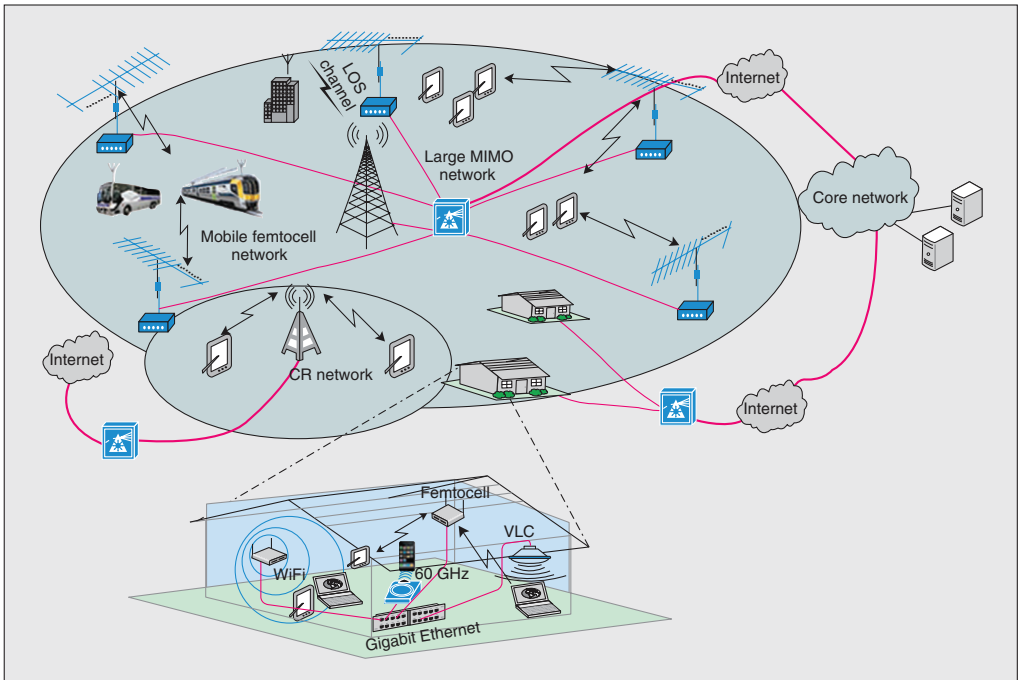 LOS
channel
Internet
Large MIMO
network
Core network
Mobile femtocell
network
Internet
CR network
Internet
Femtocell
VLC
WiFi
60 GHz
Gigabit Ethernet